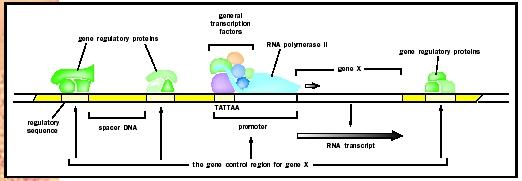 general
transcription
factors
gene regulatory proteins
RNA polymerase II
gene regulatory proteins
gene X
TATTAA
regulatory
sequence
spacer DNA
promoter
RNA transcript
the gene control region for gene X